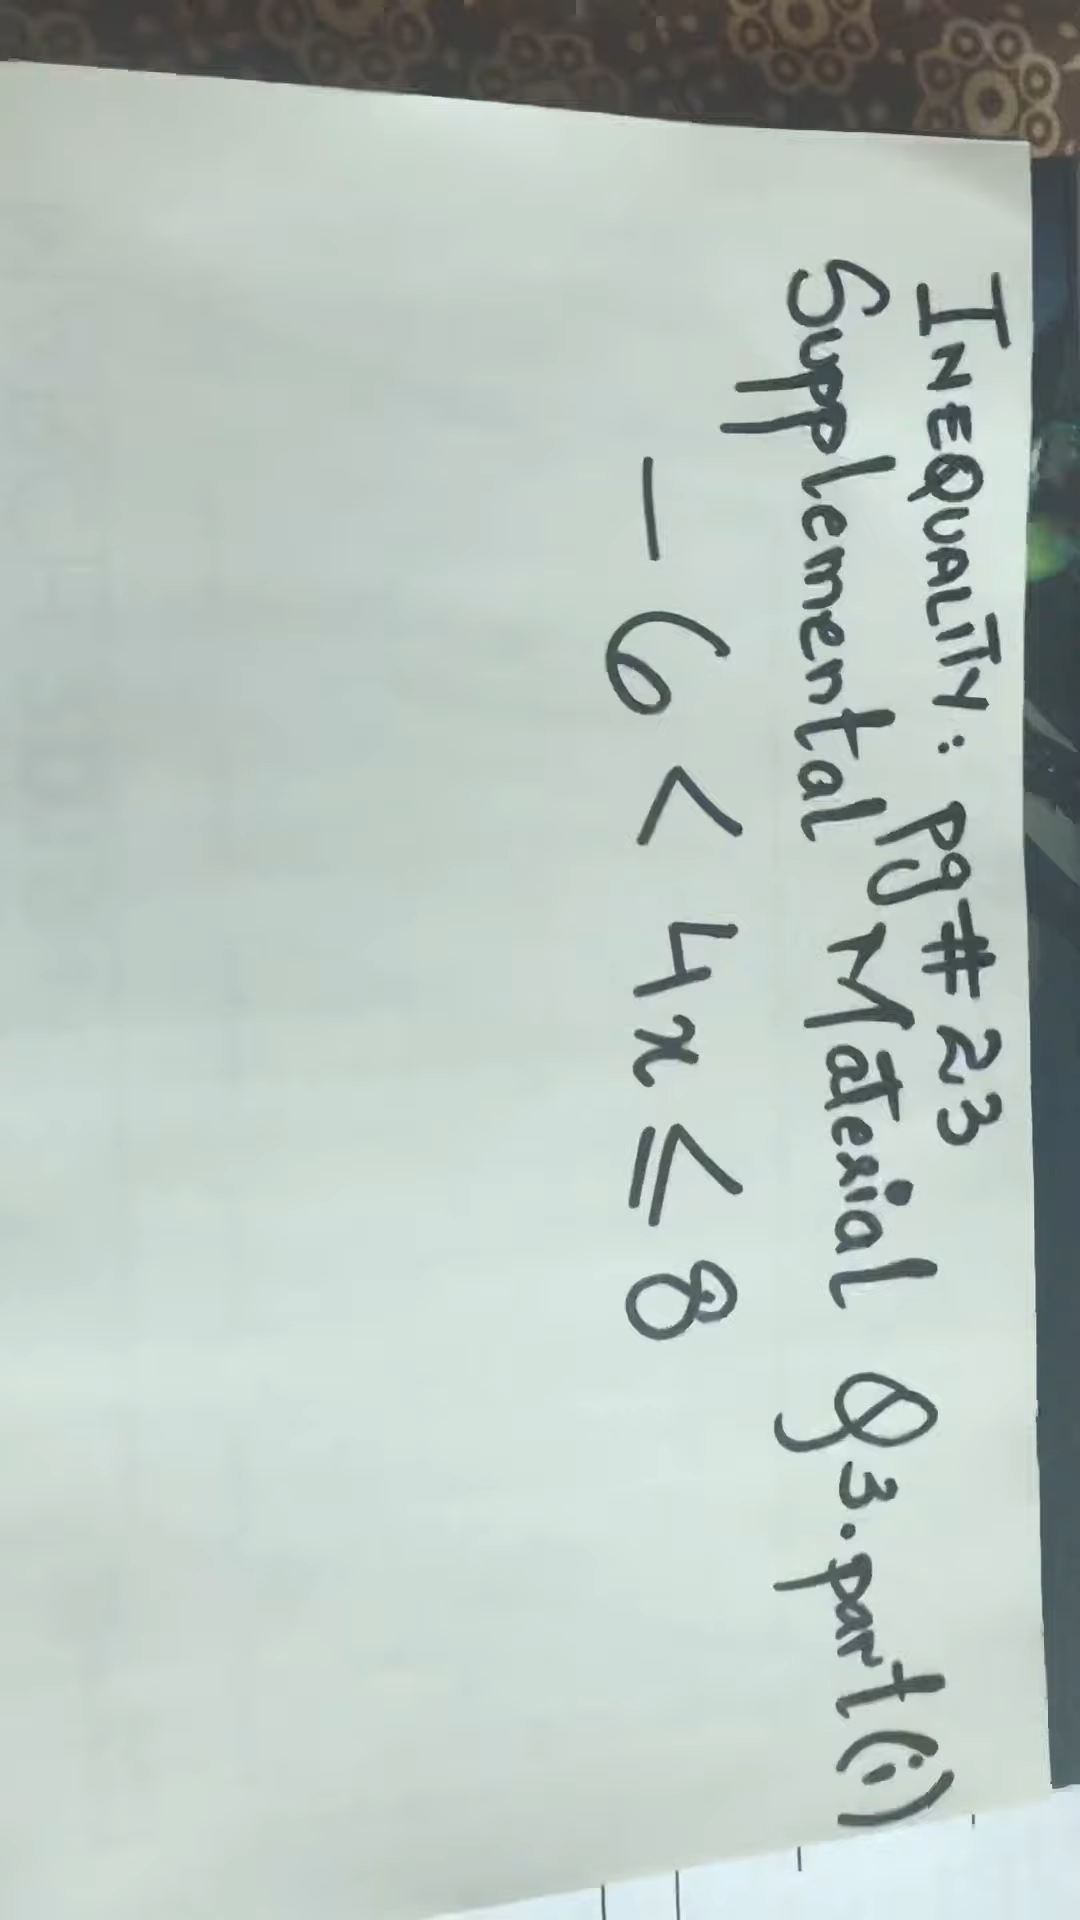 INEQUALITY: Pg # 23
Supplemental Material Q3. part (i)
- 6 < 4x ≤ 8